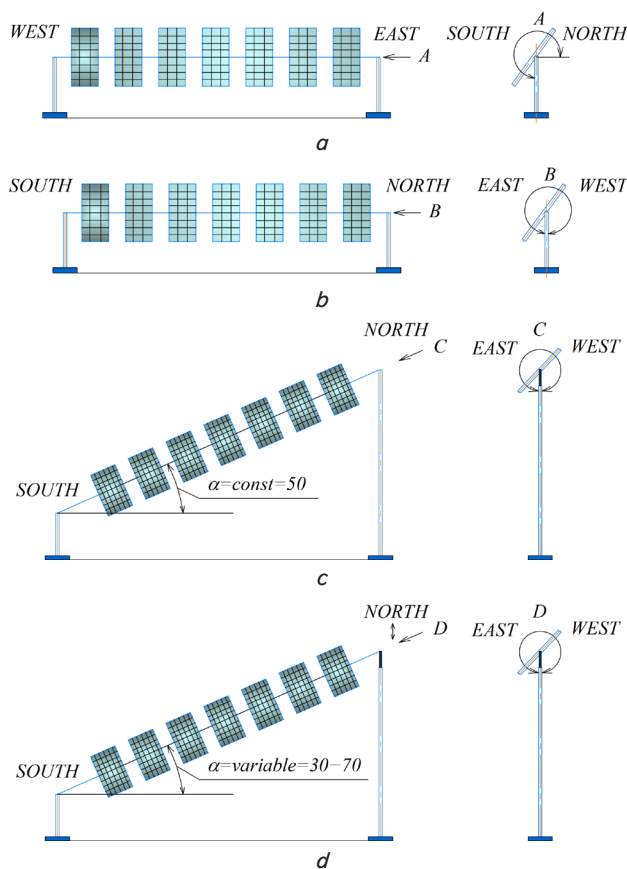 WEST
EAST
A
A
SOUTH
NORTH
a
SOUTH
NORTH
B
B
EAST
WEST
b
NORTH
C
C
EAST
WEST
SOUTH
α=const=50
c
NORTH
D
D
EAST
WEST
SOUTH
α=variable=30−70
d